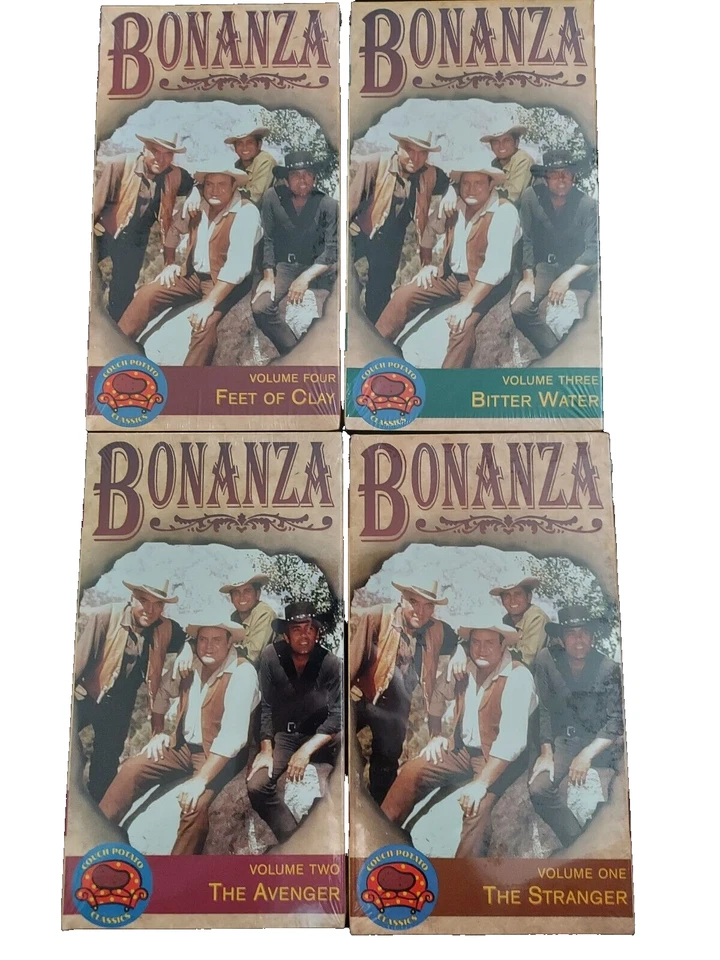 BONANZA
COUCH POTATO
CLASSICS
VOLUME FOUR
FEET OF CLAY
BONANZA
COUCH POTATO
CLASSICS
VOLUME THREE
BITTER WATER
BONANZA
COUCH POTATO
CLASSICS
VOLUME TWO
THE AVENGER
BONANZA
COUCH POTATO
CLASSICS
VOLUME ONE
THE STRANGER